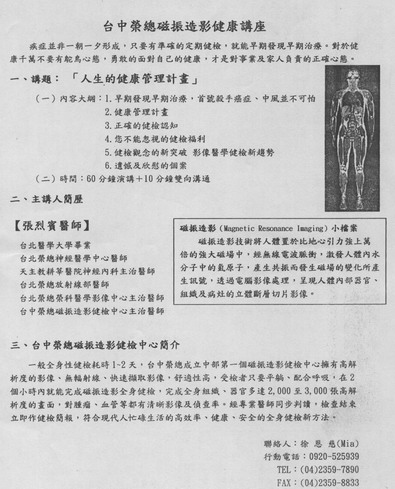 台中榮總磁振造影健康講座
疾症並非一朝一夕形成，只要有準確的定期健檢，就能早期發現早期治療。對於健
康千萬不要有鴕鳥心態，勇敢的面對自己的健康，才是對事業及家人負責的正確心態。
一、講題：「人生的健康管理計畫」
（一）內容大綱：1.早期發現早期治療，首號殺手癌症、中風並不可怕
2.健康管理計畫
3.正確的健檢認知
4.您不能忽視的健檢福利
5.健檢觀念的新突破 影像醫學健檢新趨勢
6.遺憾及欣慰的個案
（二）時間：60分鐘演講+10分鐘雙向溝通
二、主講人簡歷
【張烈賓醫師】
台北醫學大學畢業
台北榮總神經醫學中心醫師
天主教耕莘醫院神經內科主治醫師
台北榮總放射線部醫師
台北榮總榮科醫學影像中心主治醫師
台中榮總磁振造影健檢中心主治醫師
磁振造影(Magnetic Resonance Imaging)小檔案
磁振造影技術將人體置於比地心引力強上萬
倍的強大磁場中，經無線電波脈衝，激發人體內水
分子中的氫原子，產生共振而發生磁場的變化所產
生訊號，透過電腦影像處理，呈現人體內部器官、
組織及病灶的立體斷層切片影像。
三、台中榮總磁振造影健檢中心簡介
一般全身性健檢耗時1-2天，台中榮總成立中部第一個磁振造影健檢中心擁有高解
析度的影像、無輻射線、快速擷取影像，舒適性高，受檢者只要平躺、配合呼吸，在2
個小時內就能完成磁振造影全身健檢，完成全身組織、器官多達2,000至3,000張高解
析度的畫面，對腫瘤、血管等都有清晰影像及偵查率。經專業醫師同步判讀，檢查結束
立即作健檢簡報，符合現代人忙碌生活的高效率、健康、安全的全身健檢新方法。
聯絡人：徐恩慈(Mia)
行動電話：0920-525939
TEL：(04)2359-7890
FAX：(04)2359-8833